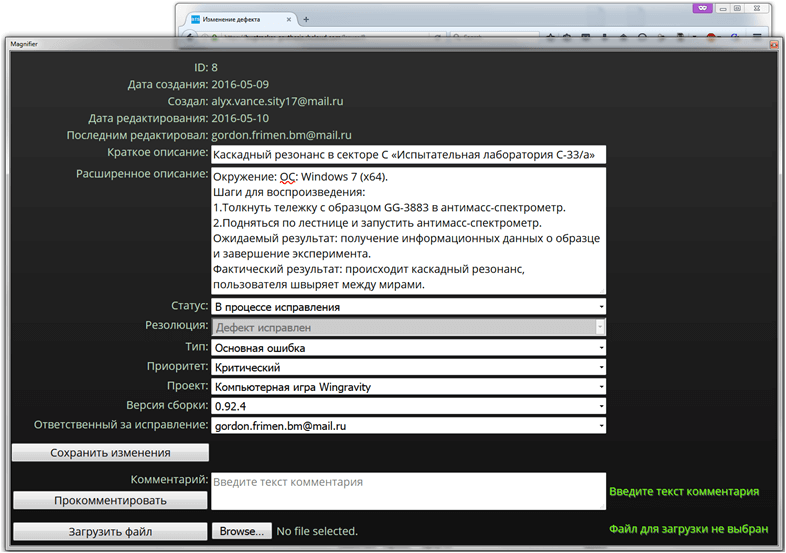 Изменение дефекта
Magnifier
ID: 8
Дата создания: 2016-05-09
Создал: alyx.vance.sity17@mail.ru
Дата редактирования: 2016-05-10
Последним редактировал: gordon.frimen.bm@mail.ru
Краткое описание: Каскадный резонанс в секторе С «Испытательная лаборатория С-33/а»
Расширенное описание: Окружение: ОС: Windows 7 (x64).
Шаги для воспроизведения:
1.Толкнуть тележку с образцом GG-3883 в антимасс-спектрометр.
2.Подняться по лестнице и запустить антимасс-спектрометр.
Ожидаемый результат: получение информационных данных о образце
и завершение эксперимента.
Фактический результат: происходит каскадный резонанс,
пользователя швыряет между мирами.
Статус: В процессе исправления
Резолюция: Дефект исправлен
Тип: Основная ошибка
Приоритет: Критический
Проект: Компьютерная игра Wingravity
Версия сборки: 0.92.4
Ответственный за исправление: gordon.frimen.bm@mail.ru
Сохранить изменения
Комментарий: Введите текст комментария
Введите текст комментария
Прокомментировать
Загрузить файл Browse... No file selected. Файл для загрузки не выбран